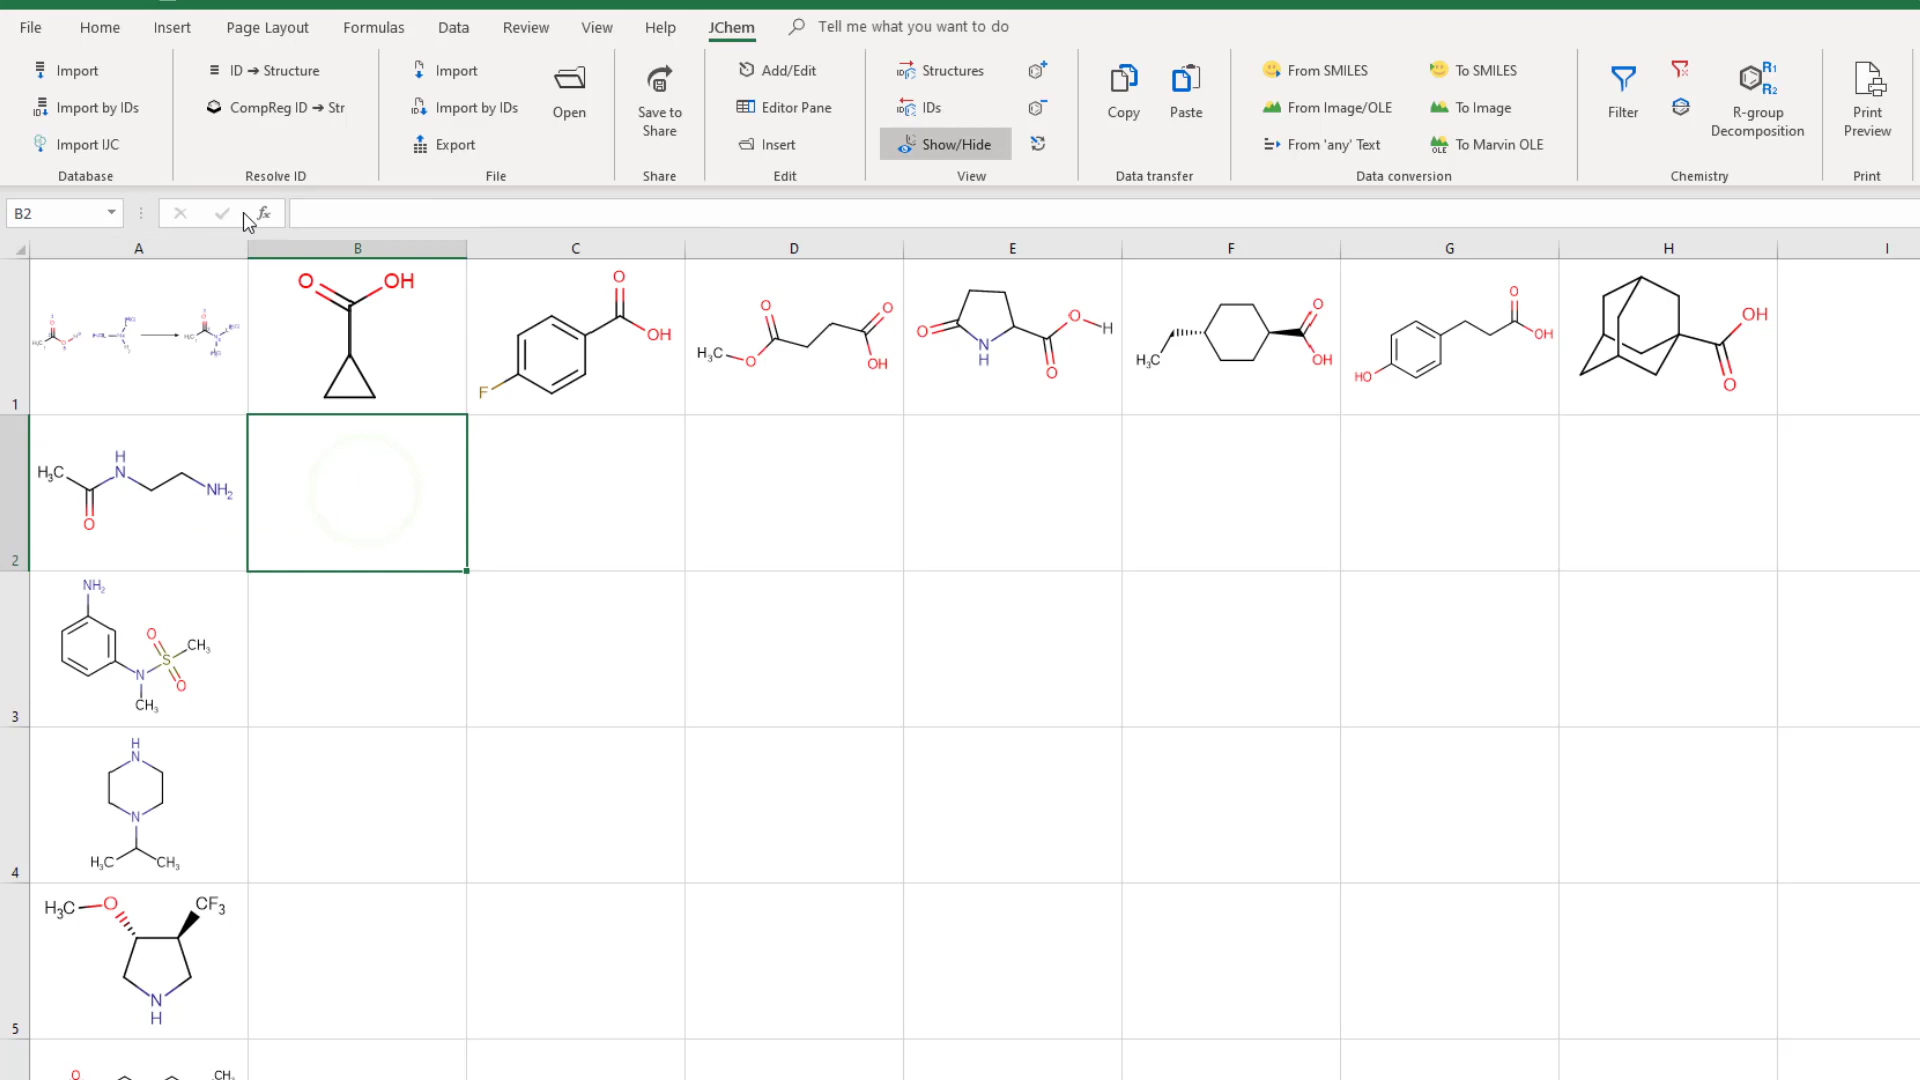 File Home Insert Page Layout Formulas Data Review View Help JChem Tell me what you want to do
Import ID ➔ Structure Import Add/Edit Structures From SMILES To SMILES
Import by IDs CompReg ID ➔ Str Import by IDs Open Save to Share Editor Pane IDs Copy Paste From Image/OLE To Image Filter R-group Decomposition Print Preview
Import IJC Export Insert Show/Hide From 'any' Text To Marvin OLE
Database Resolve ID File Share Edit View Data transfer Data conversion Chemistry Print
B2 fx
A B C D E F G H I
O OH
O OH F
O H₃C O O OH
O NH O H O
H₃C O OH
HO O OH
OH O
1
H₃C H N NH₂ O
2
NH₂ O S CH₃ O N CH₃
3
H N N H₃C CH₃
4
H₃C O CF₃ N H
5
O CH₃